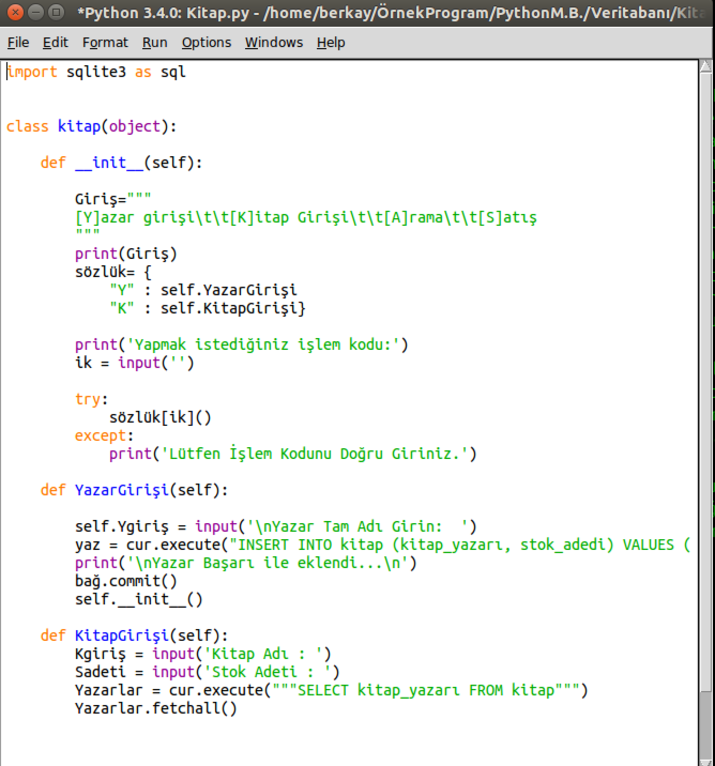 *Python 3.4.0: Kitap.py - /home/berkay/ÖrnekProgram/PythonM.B./Veritabanı/Kita
File Edit Format Run Options Windows Help
import sqlite3 as sql
class kitap(object):
    def __init__(self):
        Giriş="""
        [Y]azar girişi\t\t[K]itap Girişi\t\t[A]rama\t\t[S]atış
        """
        print(Giriş)
        sözlük= {
            "Y" : self.YazarGirişi
            "K" : self.KitapGirişi}
        print('Yapmak istediğiniz işlem kodu:')
        ik = input('')
        try:
            sözlük[ik]()
        except:
            print('Lütfen İşlem Kodunu Doğru Giriniz.')
    def YazarGirişi(self):
        self.Ygiriş = input('\nYazar Tam Adı Girin:  ')
        yaz = cur.execute("INSERT INTO kitap (kitap_yazarı, stok_adedi) VALUES (
        print('\nYazar Başarı ile eklendi...\n')
        bağ.commit()
        self.__init__()
    def KitapGirişi(self):
        Kgiriş = input('Kitap Adı : ')
        Sadeti = input('Stok Adeti : ')
        Yazarlar = cur.execute("""SELECT kitap_yazarı FROM kitap""")
        Yazarlar.fetchall()